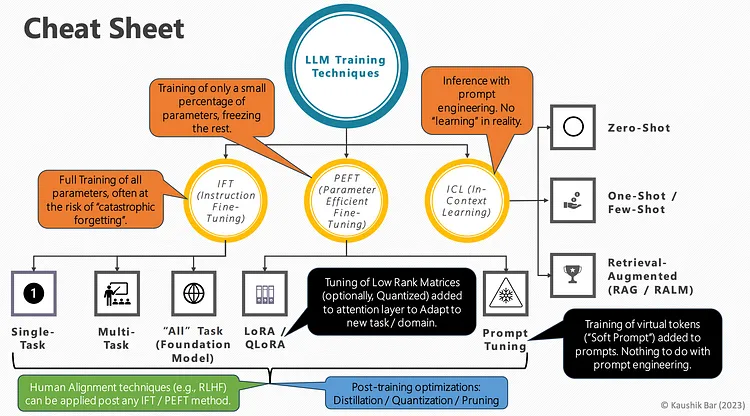 Cheat Sheet
LLM Training
Techniques
Training of only a small
percentage of
parameters, freezing
the rest.
Inference with
prompt
engineering. No
“learning” in reality.
Full Training of all
parameters, often at
the risk of “catastrophic
forgetting”.
IFT
(Instruction
Fine-
Tuning)
PEFT
(Parameter
Efficient
Fine-
Tuning)
ICL (In-
Context
Learning)
Zero-Shot
One-Shot /
Few-Shot
Retrieval-
Augmented
(RAG / RALM)
1
Single-
Task
Multi-
Task
“All” Task
(Foundation
Model)
LoRA /
QLoRA
Tuning of Low Rank Matrices
(optionally, Quantized) added
to attention layer to Adapt to
new task / domain.
Prompt
Tuning
Training of virtual tokens
(“Soft Prompt”) added to
prompts. Nothing to do with
prompt engineering.
Human Alignment techniques (e.g., RLHF)
can be applied post any IFT / PEFT method.
Post-training optimizations:
Distillation / Quantization / Pruning
© Kaushik Bar (2023)